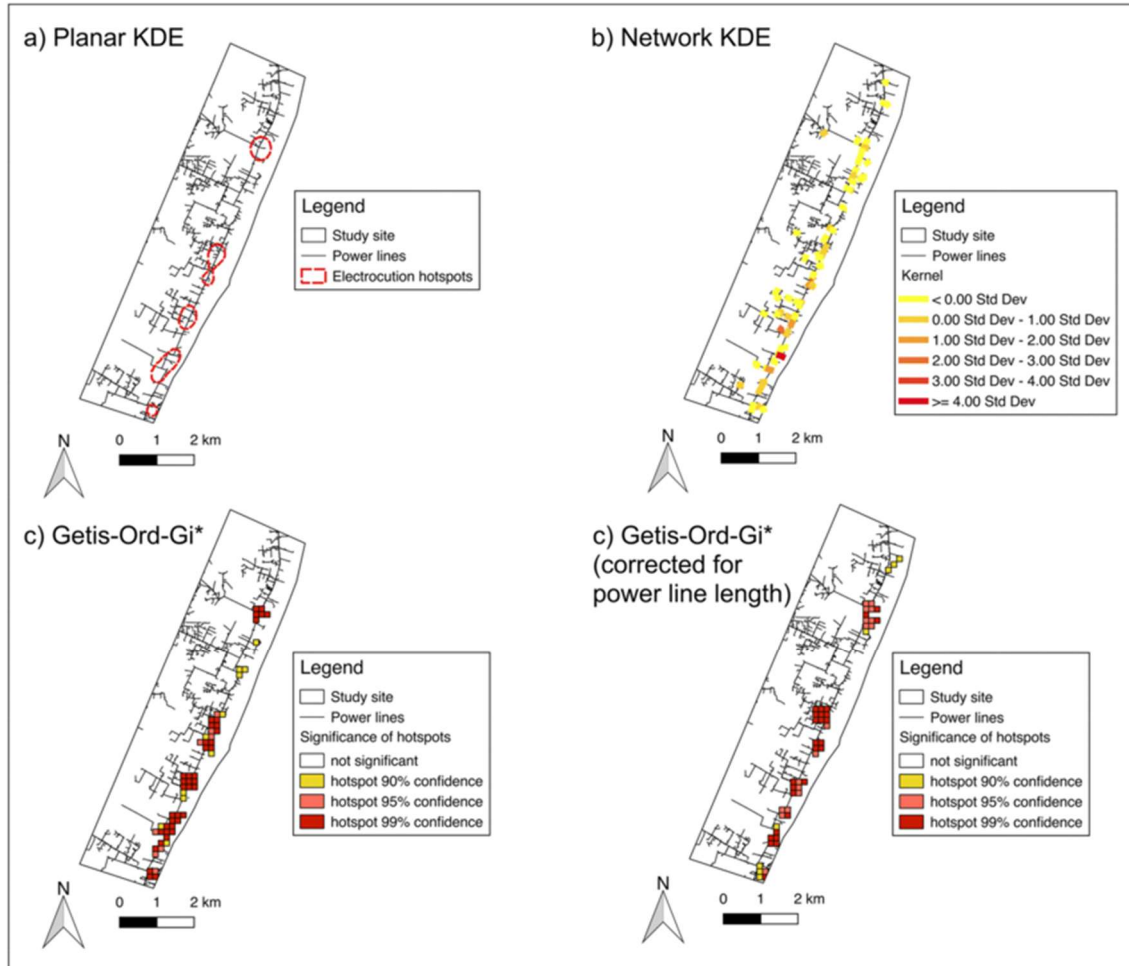 a) Planar KDE
Legend
Study site
Power lines
Electrocution hotspots
N
0 1 2 km
b) Network KDE
Legend
Study site
Power lines
Kernel
< 0.00 Std Dev
0.00 Std Dev - 1.00 Std Dev
1.00 Std Dev - 2.00 Std Dev
2.00 Std Dev - 3.00 Std Dev
3.00 Std Dev - 4.00 Std Dev
>= 4.00 Std Dev
N
0 1 2 km
c) Getis-Ord-Gi*
Legend
Study site
Power lines
Significance of hotspots
not significant
hotspot 90% confidence
hotspot 95% confidence
hotspot 99% confidence
N
0 1 2 km
c) Getis-Ord-Gi*
(corrected for
power line length)
Legend
Study site
Power lines
Significance of hotspots
not significant
hotspot 90% confidence
hotspot 95% confidence
hotspot 99% confidence
N
0 1 2 km